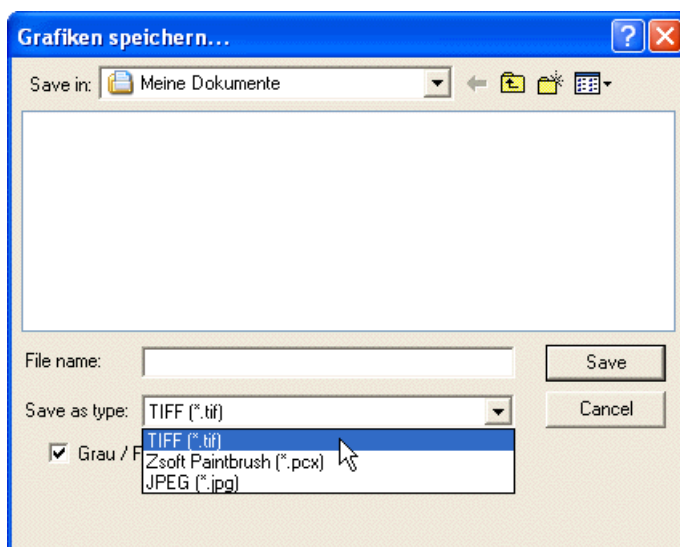 Grafiken speichern...
Save in: Meine Dokumente
File name:
Save
Save as type: TIFF (*.tif)
Cancel
TIFF (*.tif)
Grau / F
Zsoft Paintbrush (*.pcx)
JPEG (*.jpg)